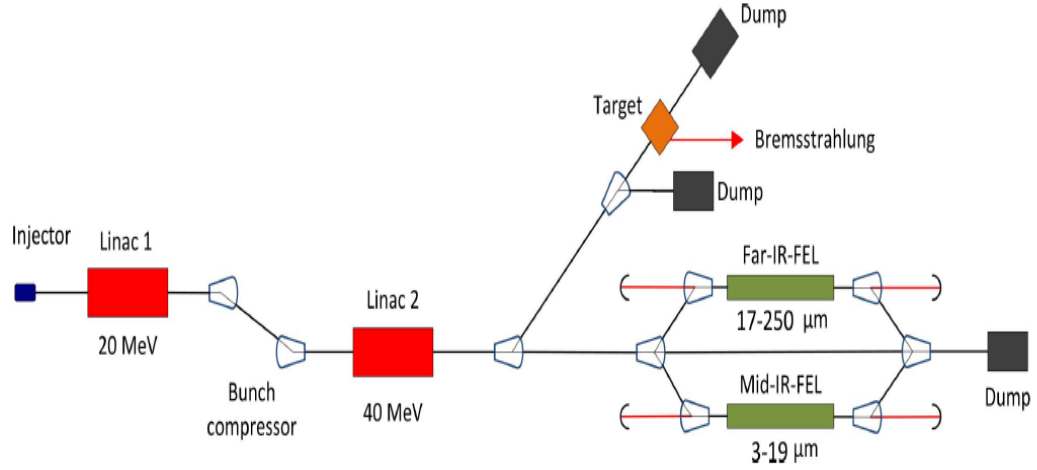 Dump
Target
Bremsstrahlung
Dump
Injector
Linac 1
20 MeV
Bunch
compressor
Linac 2
40 MeV
Far-IR-FEL
17-250 µm
Mid-IR-FEL
3-19 µm
Dump